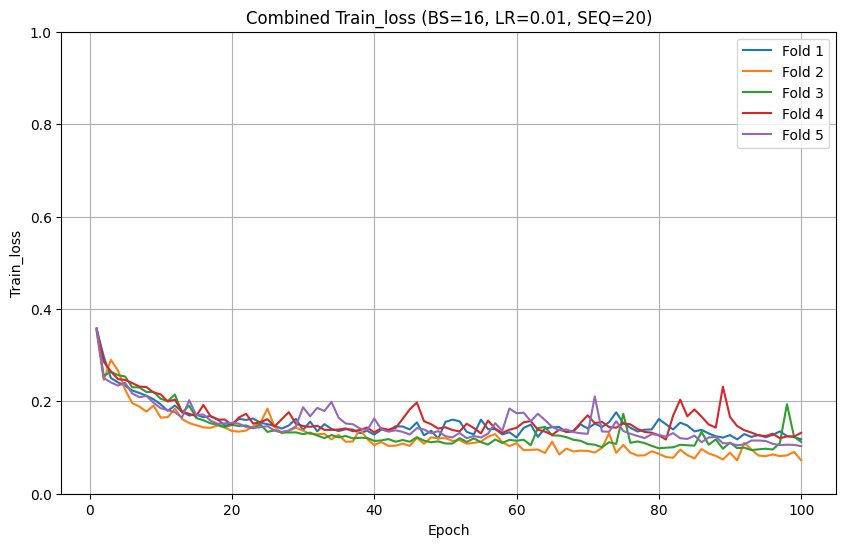 Combined Train_loss (BS=16, LR=0.01, SEQ=20)
Fold 1
Fold 2
Fold 3
Fold 4
Fold 5
1.0
0.8
0.6
0.4
0.2
0.0
Train_loss
0
20
40
60
80
100
Epoch